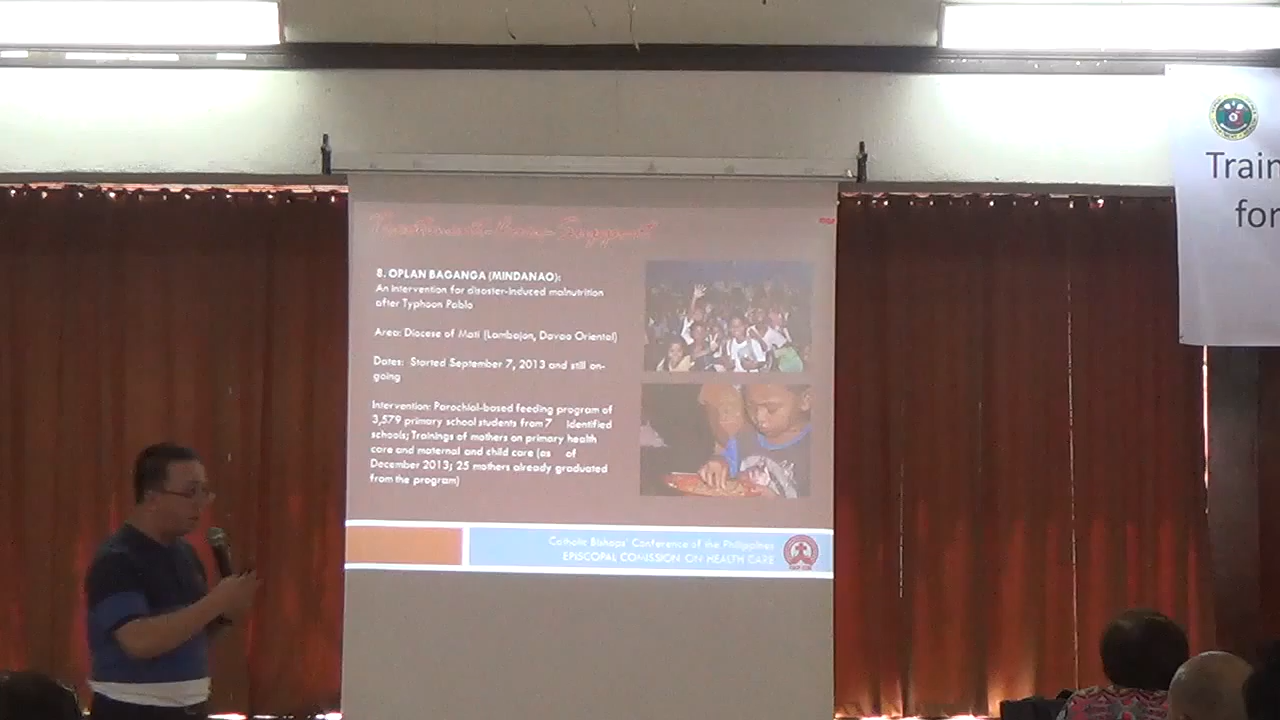 8. OPLAN BAGANGA (MINDANAO):
An intervention for disaster-induced malnutrition
after Typhoon Pablo
Area: Diocese of Mati (Lambajon, Davao Oriental)
Dates: Started September 7, 2013 and still on-
going
Intervention: Parochial-based feeding program of
3,579 primary school students from 7 identified
schools; Trainings of mothers on primary health
care and maternal and child care (as of
December 2013; 25 mothers already graduated
from the program)
Catholic Bishops' Conference of the Philippines
EPISCOPAL COMISSION ON HEALTH CARE
Train
for